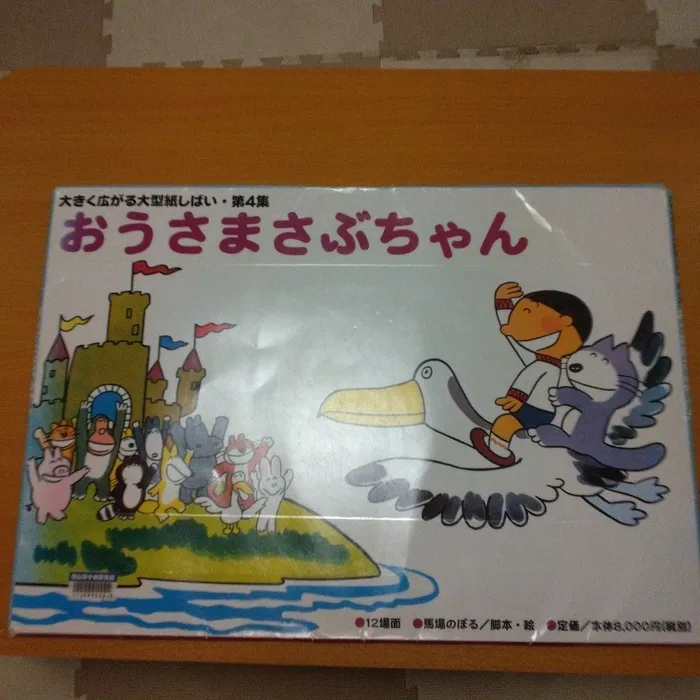 大きく広がる大型紙しばい・第4集
おうさまさぶちゃん
●12場面 ●馬場のぼる／脚本・絵 ●定価／本体8,000円(税別)